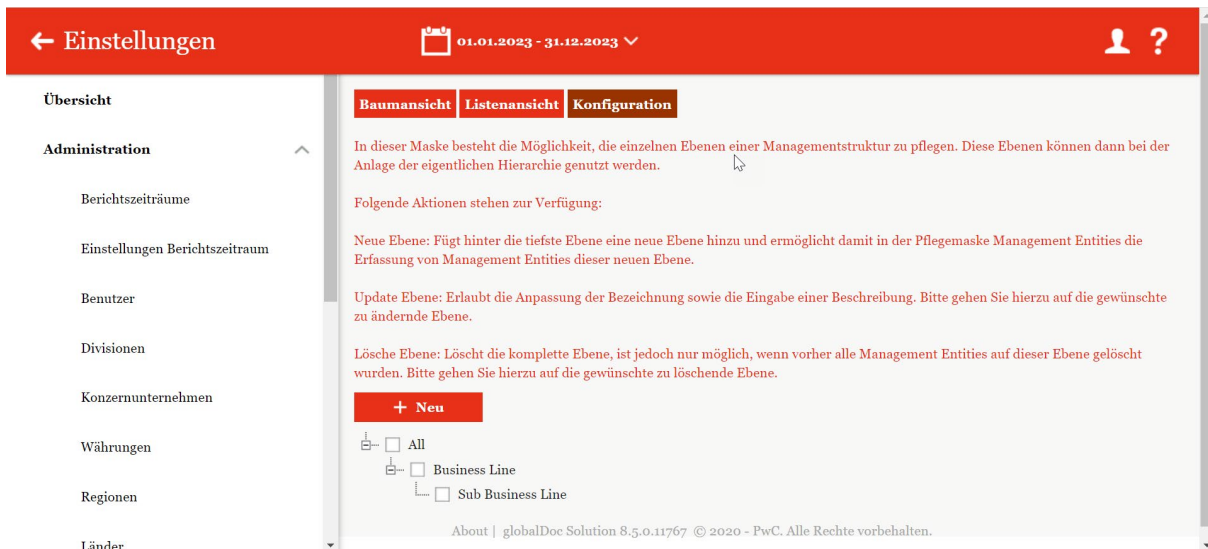 Einstellungen
01.01.2023 - 31.12.2023
?
Übersicht
Administration
Berichtszeiträume
Einstellungen Berichtszeitraum
Benutzer
Divisionen
Konzernunternehmen
Währungen
Regionen
Länder
Baumansicht Listenansicht Konfiguration
In dieser Maske besteht die Möglichkeit, die einzelnen Ebenen einer Managementstruktur zu pflegen. Diese Ebenen können dann bei der
Anlage der eigentlichen Hierarchie genutzt werden.
Folgende Aktionen stehen zur Verfügung:
Neue Ebene: Fügt hinter die tiefste Ebene eine neue Ebene hinzu und ermöglicht damit in der Pflegemaske Management Entities die
Erfassung von Management Entities dieser neuen Ebene.
Update Ebene: Erlaubt die Anpassung der Bezeichnung sowie die Eingabe einer Beschreibung. Bitte gehen Sie hierzu auf die gewünschte
zu ändernde Ebene.
Lösche Ebene: Löscht die komplette Ebene, ist jedoch nur möglich, wenn vorher alle Management Entities auf dieser Ebene gelöscht
wurden. Bitte gehen Sie hierzu auf die gewünschte zu löschende Ebene.
+ Neu
All
Business Line
Sub Business Line
About | globalDoc Solution 8.5.0.11767 © 2020 - PwC. Alle Rechte vorbehalten.